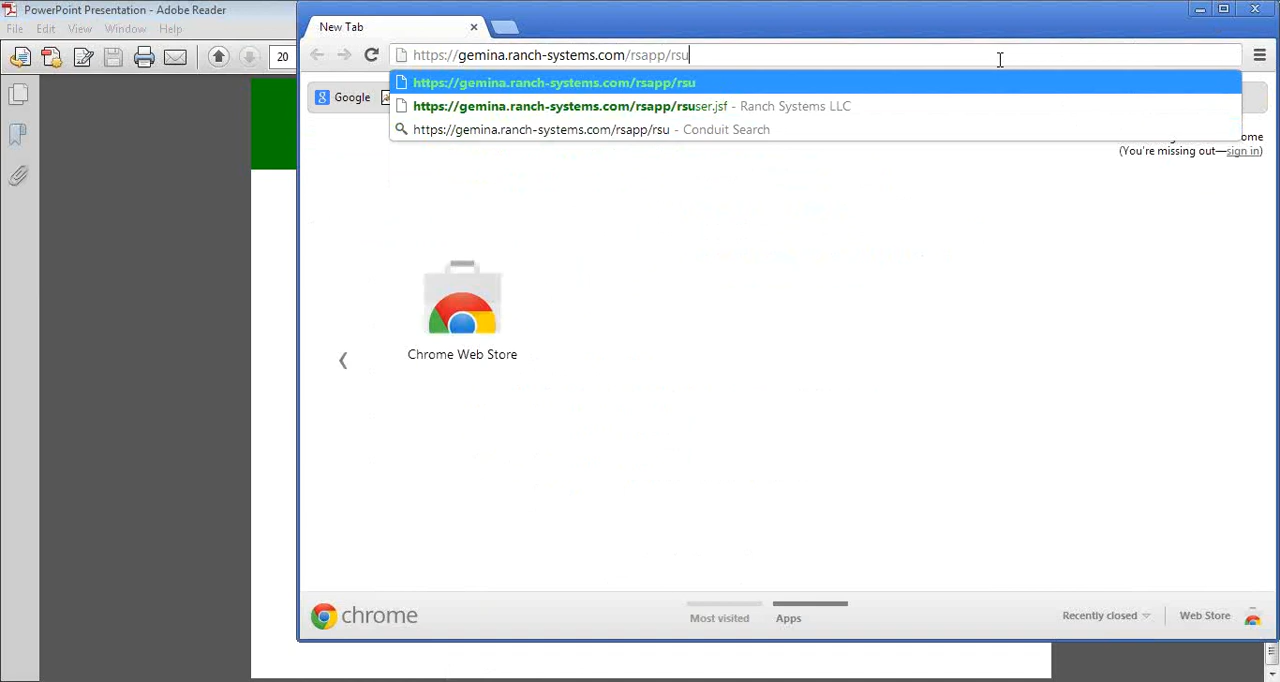 PowerPoint Presentation - Adobe Reader
File Edit View Window Help
20
New Tab
https://gemina.ranch-systems.com/rsapp/rsu
https://gemina.ranch-systems.com/rsapp/rsu
https://gemina.ranch-systems.com/rsapp/rsuser.jsf - Ranch Systems LLC
https://gemina.ranch-systems.com/rsapp/rsu - Conduit Search
Google
ome
(You're missing out—sign in)
Chrome Web Store
chrome
Most visited
Apps
Recently closed
Web Store